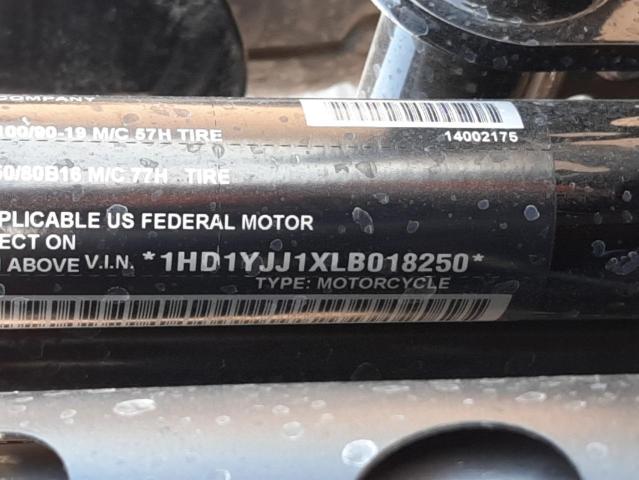 COMPANY
100/90-19 M/C 57H TIRE
14002175
50/80B16 M/C 77H TIRE
PLICABLE US FEDERAL MOTOR
ECT ON
ABOVE V.I.N. *1HD1YJJ1XLB018250*
TYPE: MOTORCYCLE